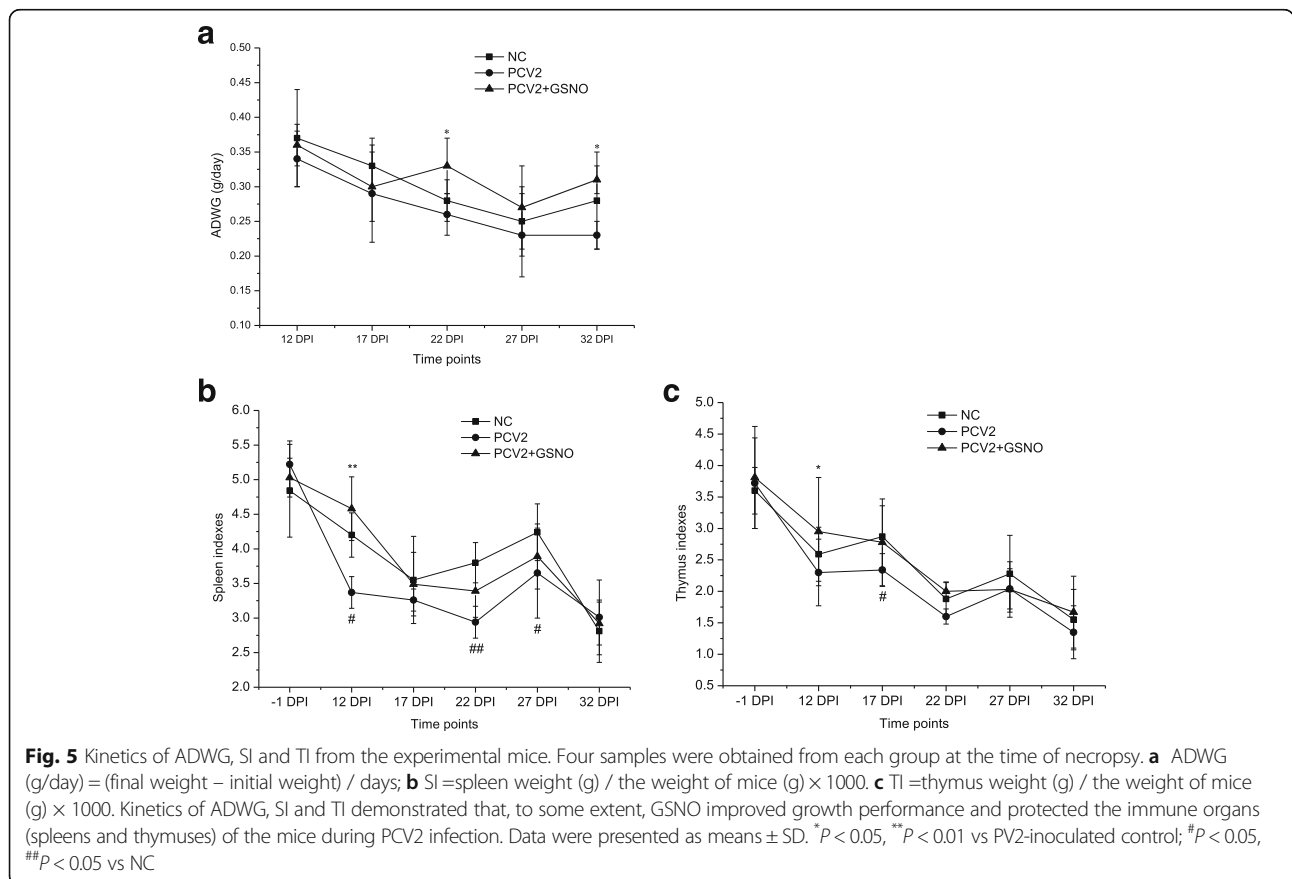 a
0.50
0.45
0.40
0.35
0.30
0.25
0.20
0.15
0.10
ADWG (g/day)
NC
PCV2
PCV2+GSNO
*
*
12 DPI 17 DPI 22 DPI 27 DPI 32 DPI
Time points
b
6.0
5.5
5.0
4.5
4.0
3.5
3.0
2.5
2.0
Spleen indexes
NC
PCV2
PCV2+GSNO
**
#
##
#
-1 DPI 12 DPI 17 DPI 22 DPI 27 DPI 32 DPI
Time points
c
5.0
4.5
4.0
3.5
3.0
2.5
2.0
1.5
1.0
0.5
Thymus indexes
NC
PCV2
PCV2+GSNO
*
#
-1 DPI 12 DPI 17 DPI 22 DPI 27 DPI 32 DPI
Time points
Fig. 5 Kinetics of ADWG, SI and TI from the experimental mice. Four samples were obtained from each group at the time of necropsy. a ADWG
(g/day) = (final weight – initial weight) / days; b SI =spleen weight (g) / the weight of mice (g) × 1000. c TI =thymus weight (g) / the weight of mice
(g) × 1000. Kinetics of ADWG, SI and TI demonstrated that, to some extent, GSNO improved growth performance and protected the immune organs
(spleens and thymuses) of the mice during PCV2 infection. Data were presented as means ± SD. *P < 0.05, **P < 0.01 vs PV2-inoculated control; #P < 0.05,
##P < 0.05 vs NC